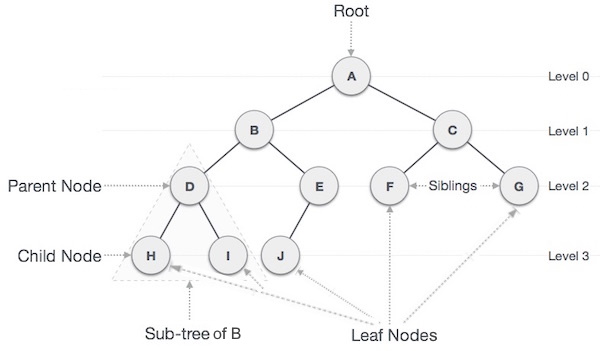 Root
A
Level 0
B
C
Level 1
Parent Node
D
E
F
Siblings
G
Level 2
Child Node
H
I
J
Level 3
Sub-tree of B
Leaf Nodes